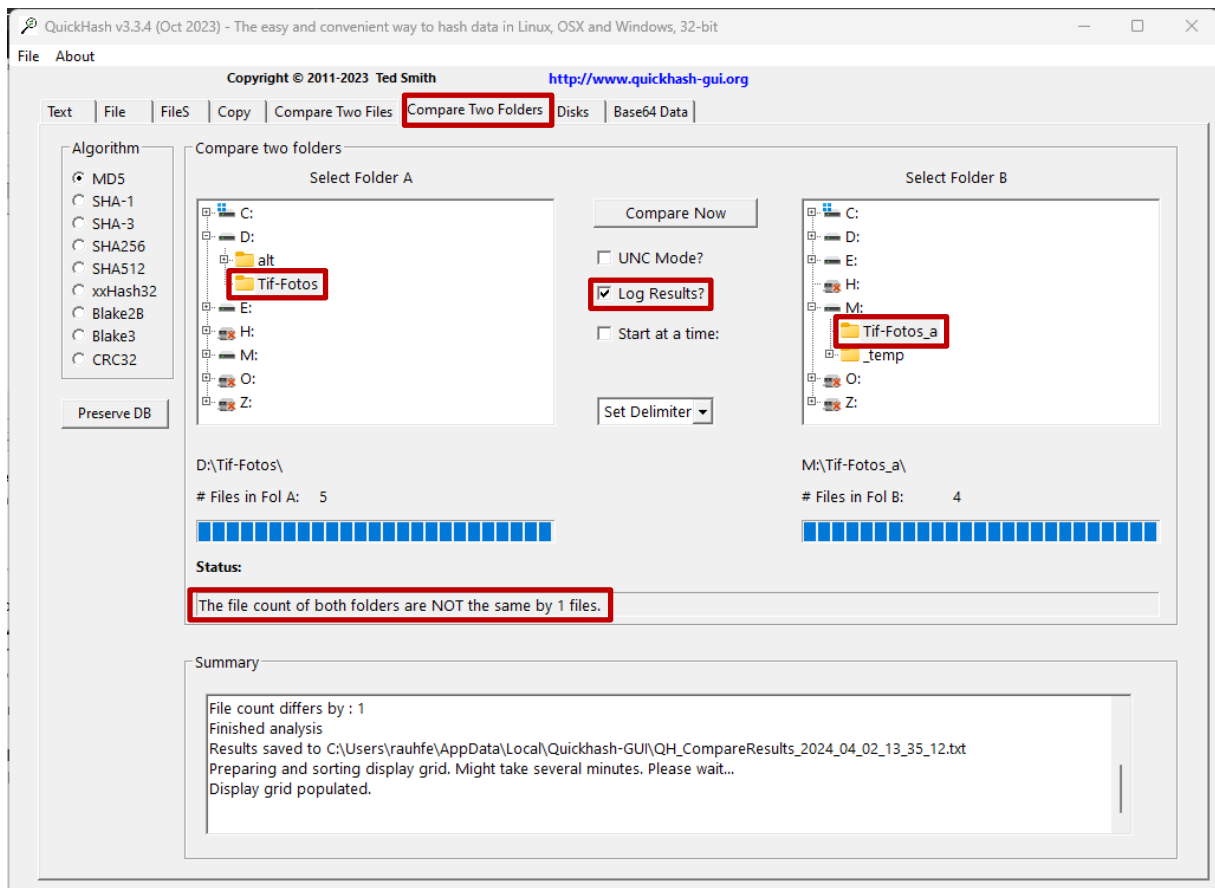 QuickHash v3.3.4 (Oct 2023) - The easy and convenient way to hash data in Linux, OSX and Windows, 32-bit
File About
Copyright © 2011-2023 Ted Smith http://www.quickhash-gui.org
Text File FileS Copy Compare Two Files Compare Two Folders Disks Base64 Data
Algorithm
MD5
SHA-1
SHA-3
SHA256
SHA512
xxHash32
Blake2B
Blake3
CRC32
Preserve DB
Compare two folders
Select Folder A
C:
D:
alt
Tif-Fotos
E:
H:
M:
O:
Z:
Compare Now
UNC Mode?
Log Results?
Start at a time:
Set Delimiter
Select Folder B
C:
D:
E:
H:
M:
Tif-Fotos_a
_temp
O:
Z:
D:\Tif-Fotos\
# Files in Fol A: 5
M:\Tif-Fotos_a\
# Files in Fol B: 4
Status:
The file count of both folders are NOT the same by 1 files.
Summary
File count differs by : 1
Finished analysis
Results saved to C:\Users\rauhfe\AppData\Local\Quickhash-GUI\QH_CompareResults_2024_04_02_13_35_12.txt
Preparing and sorting display grid. Might take several minutes. Please wait...
Display grid populated.